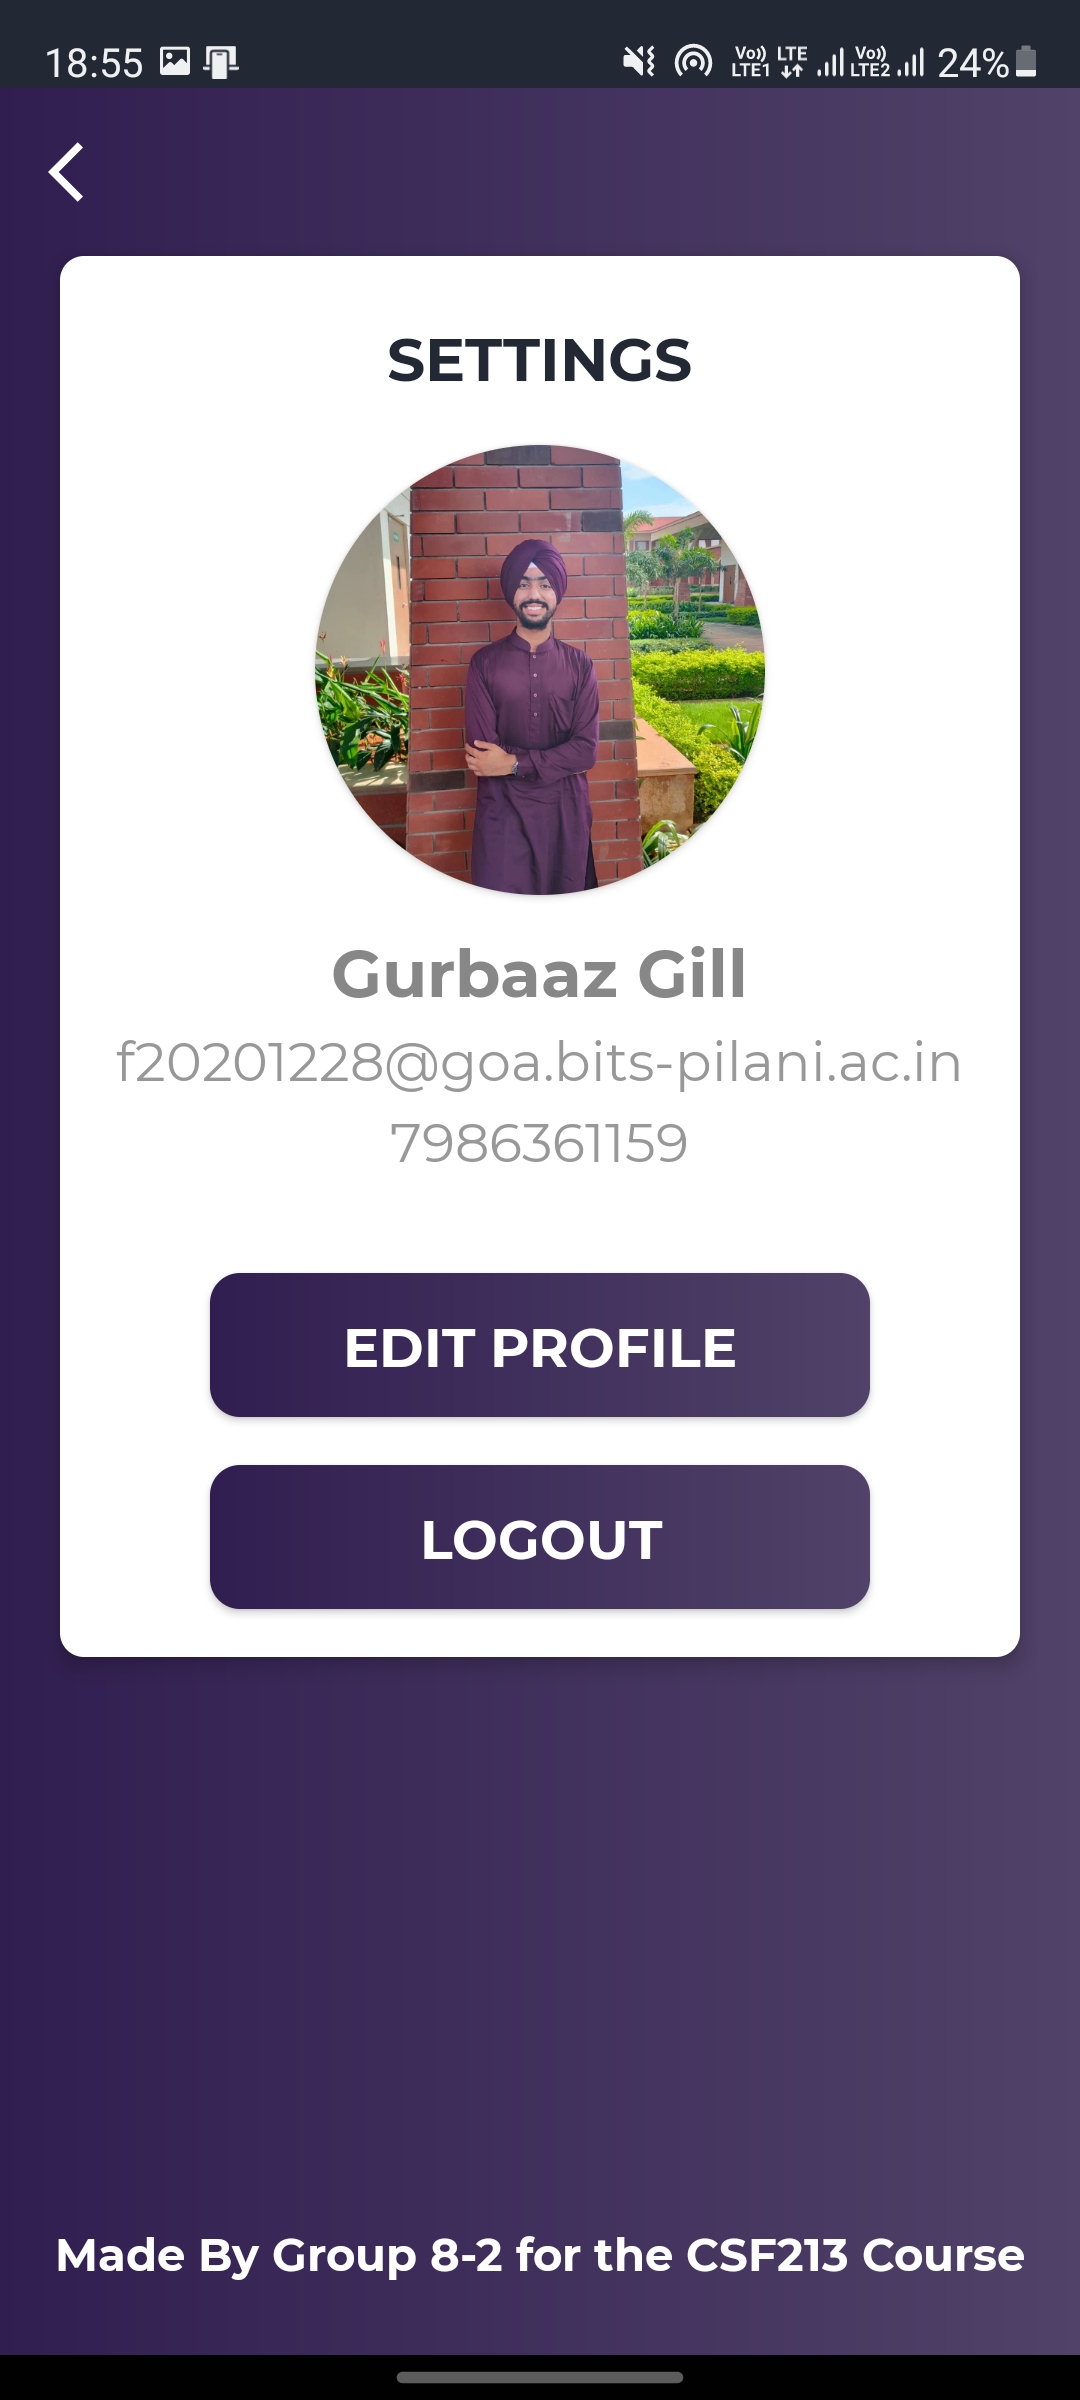 18:55 Vo)) LTE1 LTE Vo)) LTE2 24%
SETTINGS
Gurbaaz Gill
f20201228@goa.bits-pilani.ac.in
7986361159
EDIT PROFILE
LOGOUT
Made By Group 8-2 for the CSF213 Course